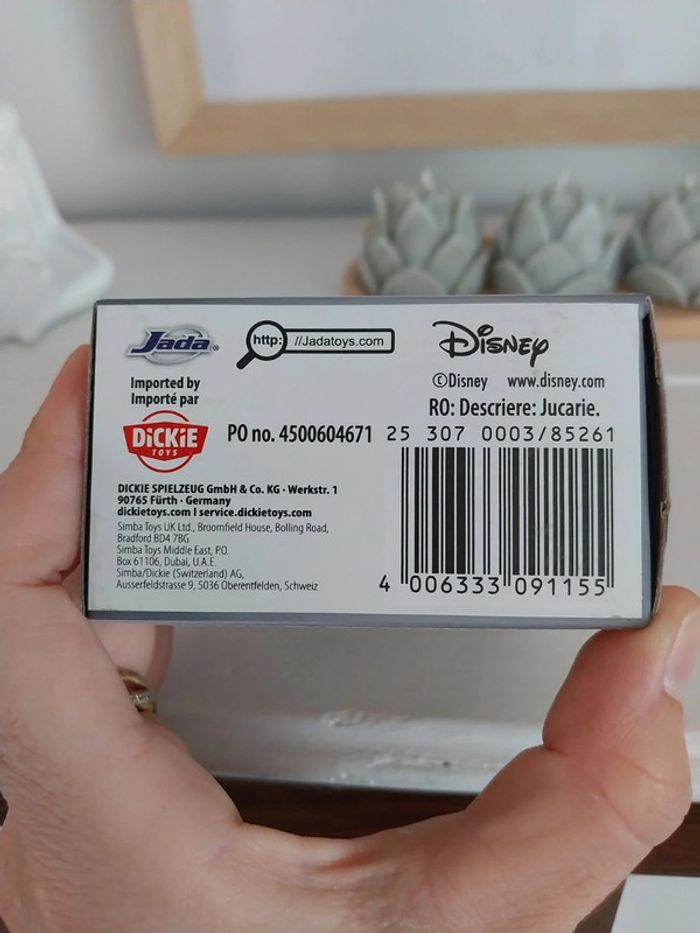 Jada®
http: //Jadatoys.com
Disney
©Disney www.disney.com
RO: Descriere: Jucarie.
Imported by
Importé par
DiCKiE
TOYS
PO no. 4500604671
25 307 0003/85261
DICKIE SPIELZEUG GmbH & Co. KG · Werkstr. 1
90765 Fürth · Germany
dickietoys.com I service.dickietoys.com
Simba Toys UK Ltd., Broomfield House, Bolling Road,
Bradford BD4 7BG
Simba Toys Middle East, P.O.
Box 61106, Dubai, U.A.E.
Simba/Dickie (Switzerland) AG,
Ausserfeldstrasse 9, 5036 Oberentfelden, Schweiz
4 006333 091155